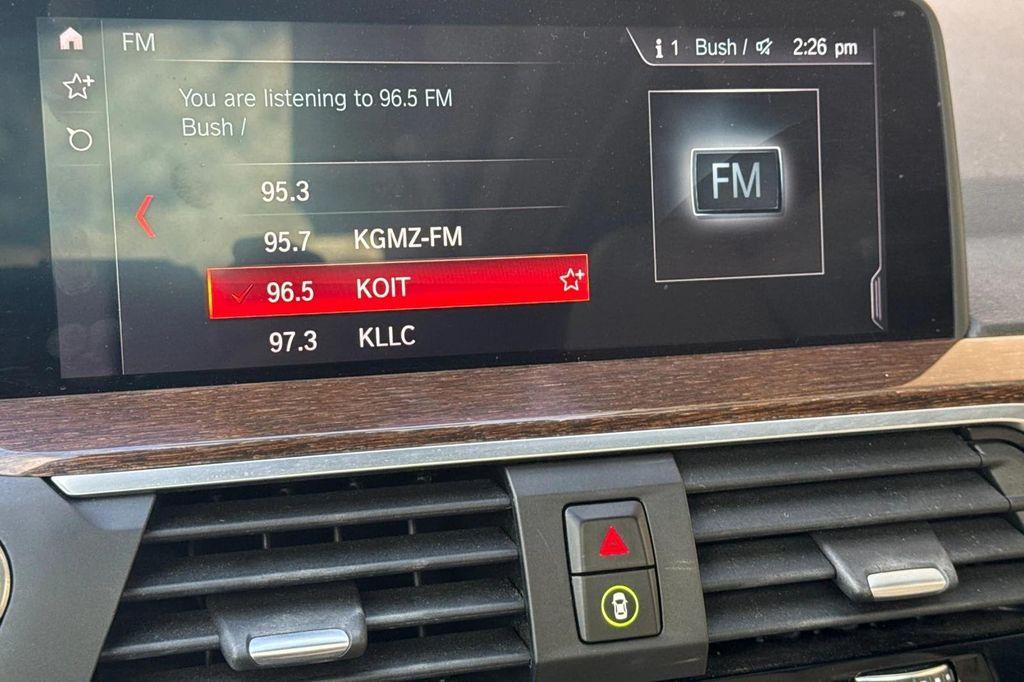 FM
1 Bush / 2:26 pm
You are listening to 96.5 FM
Bush /
FM
95.3
95.7 KGMZ-FM
96.5 KOIT
97.3 KLLC